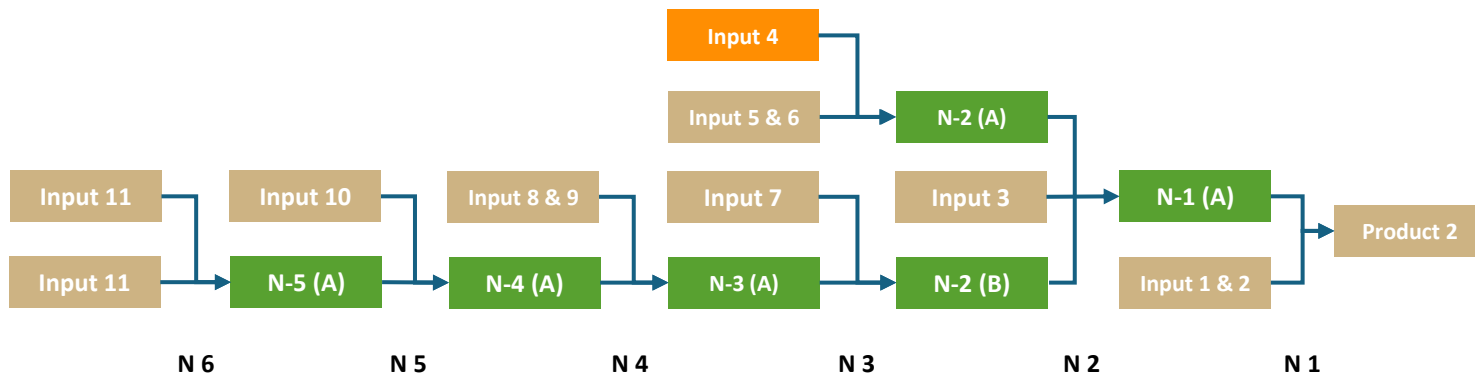 Input 4
Input 5 & 6
N-2 (A)
Input 11
Input 10
Input 8 & 9
Input 7
Input 3
N-1 (A)
Product 2
Input 11
N-5 (A)
N-4 (A)
N-3 (A)
N-2 (B)
Input 1 & 2
N 6
N 5
N 4
N 3
N 2
N 1